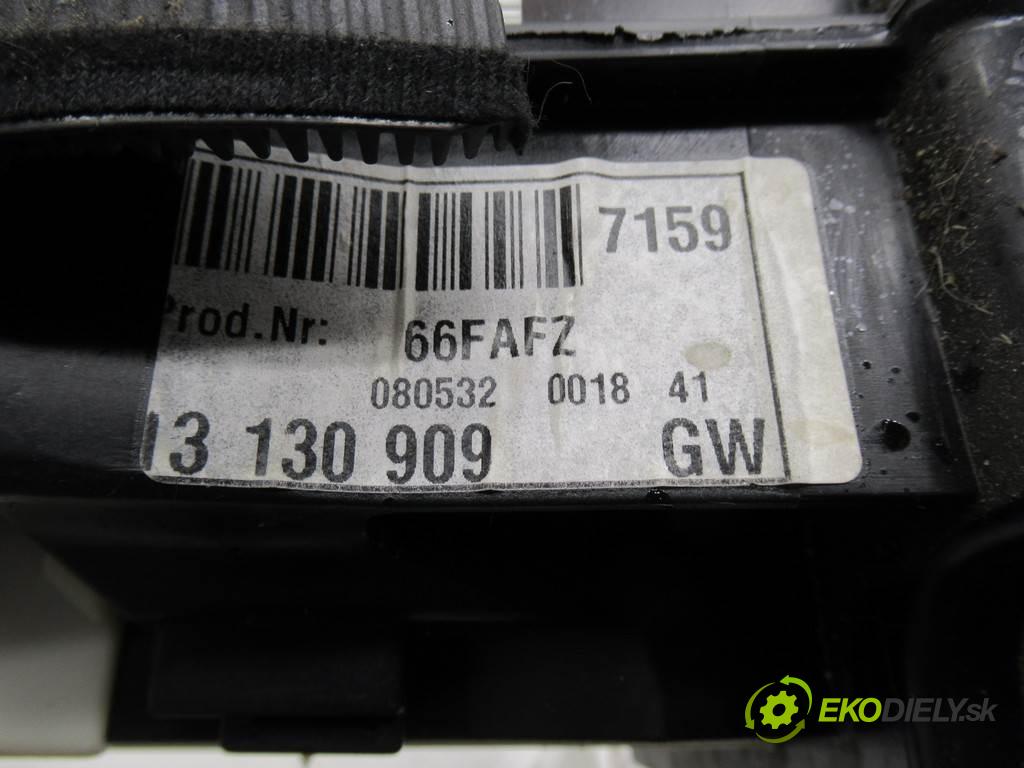 7159
Prod.Nr: 66FAFZ
080532 0018 41
13 130 909 GW
EKODIELY.sk